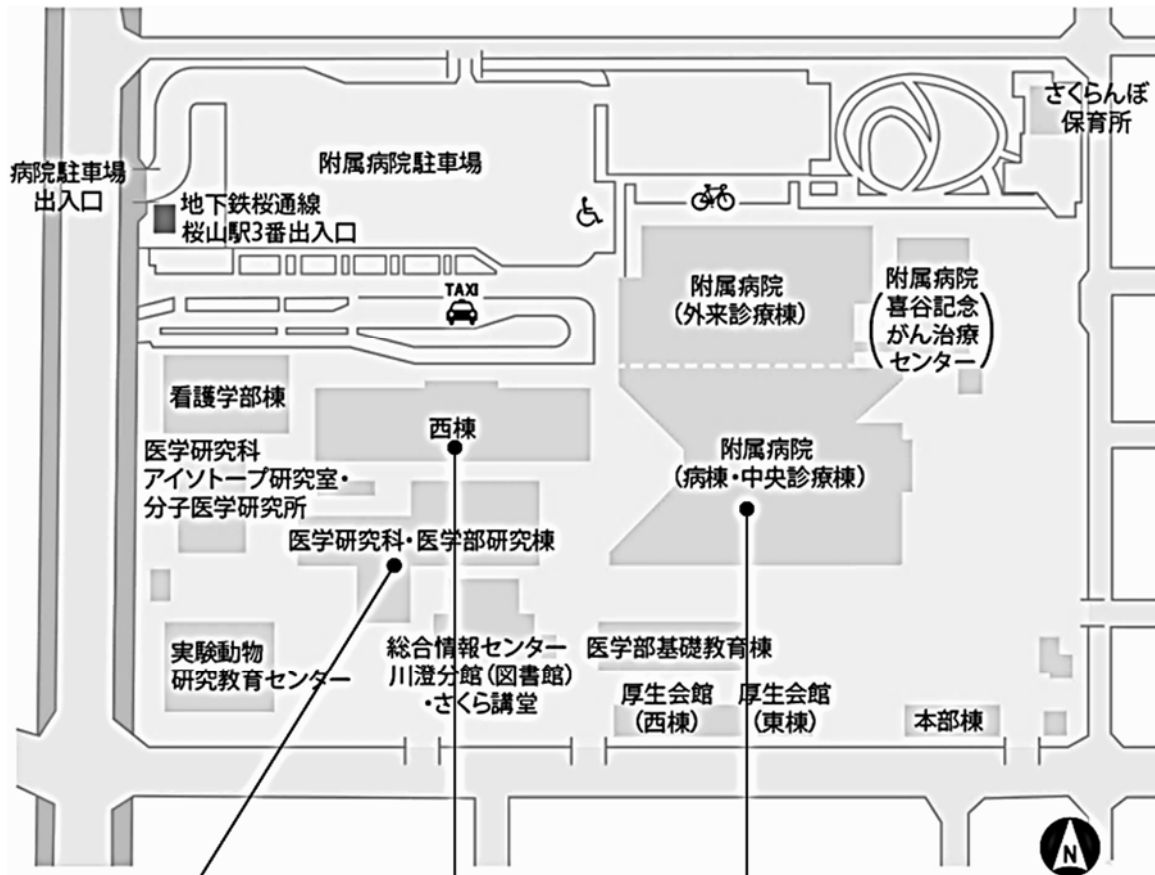 さくらんぼ
保育所
病院駐車場
出入口
附属病院駐車場
地下鉄桜通線
桜山駅3番出入口
TAXI
附属病院
(外来診療棟)
附属病院
(喜谷記念
がん治療
センター)
看護学部棟
西棟
医学研究科
アイソトープ研究室・
分子医学研究所
附属病院
(病棟・中央診療棟)
医学研究科・医学部研究棟
実験動物
研究教育センター
総合情報センター
川澄分館(図書館)
・さくら講堂
医学部基礎教育棟
厚生会館
(西棟)
厚生会館
(東棟)
本部棟
N